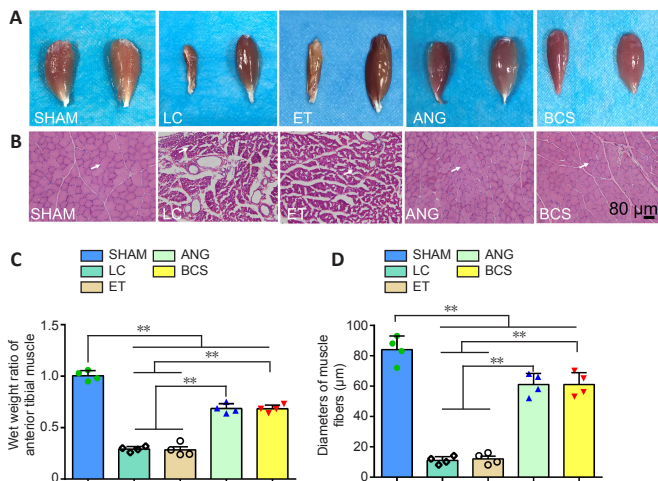 A
SHAM
LC
ET
ANG
BCS
B
SHAM
LC
ET
ANG
BCS
80 μm
C
SHAM
ANG
LC
BCS
ET
Wet weight ratio of
anterior tibial muscle
1.5
1.0
0.5
0
**
**
**
D
SHAM
ANG
LC
BCS
ET
Diameters of muscle
fibers (μm)
100
80
60
40
20
0
**
**
**